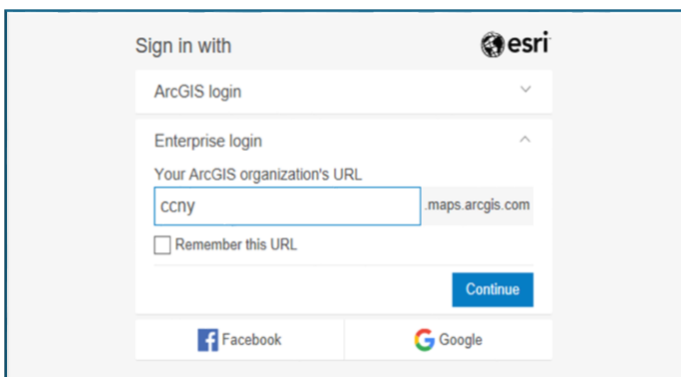 Sign in with
esri
ArcGIS login
Enterprise login
Your ArcGIS organization's URL
ccny .maps.arcgis.com
Remember this URL
Continue
Facebook Google